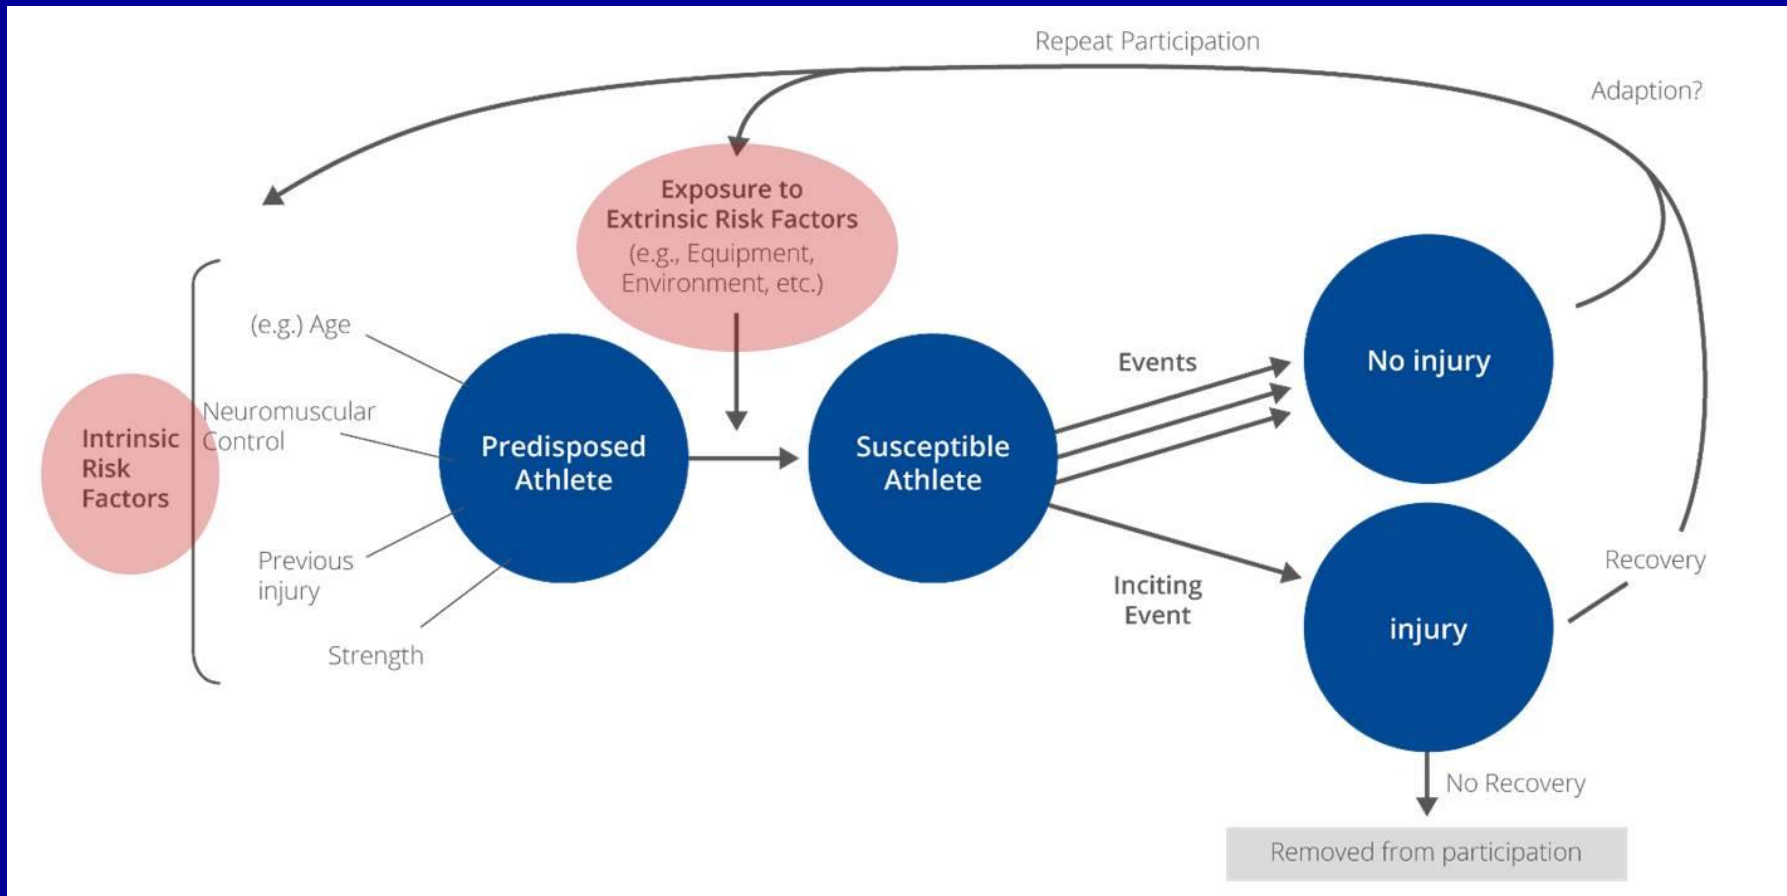 Repeat Participation
Adaption?
Exposure to
Extrinsic Risk Factors
(e.g., Equipment,
Environment, etc.)
(e.g.) Age
Neuromuscular
Control
Intrinsic
Risk
Factors
Previous
injury
Strength
Predisposed
Athlete
Susceptible
Athlete
Events
Inciting
Event
No injury
injury
Recovery
No Recovery
Removed from participation